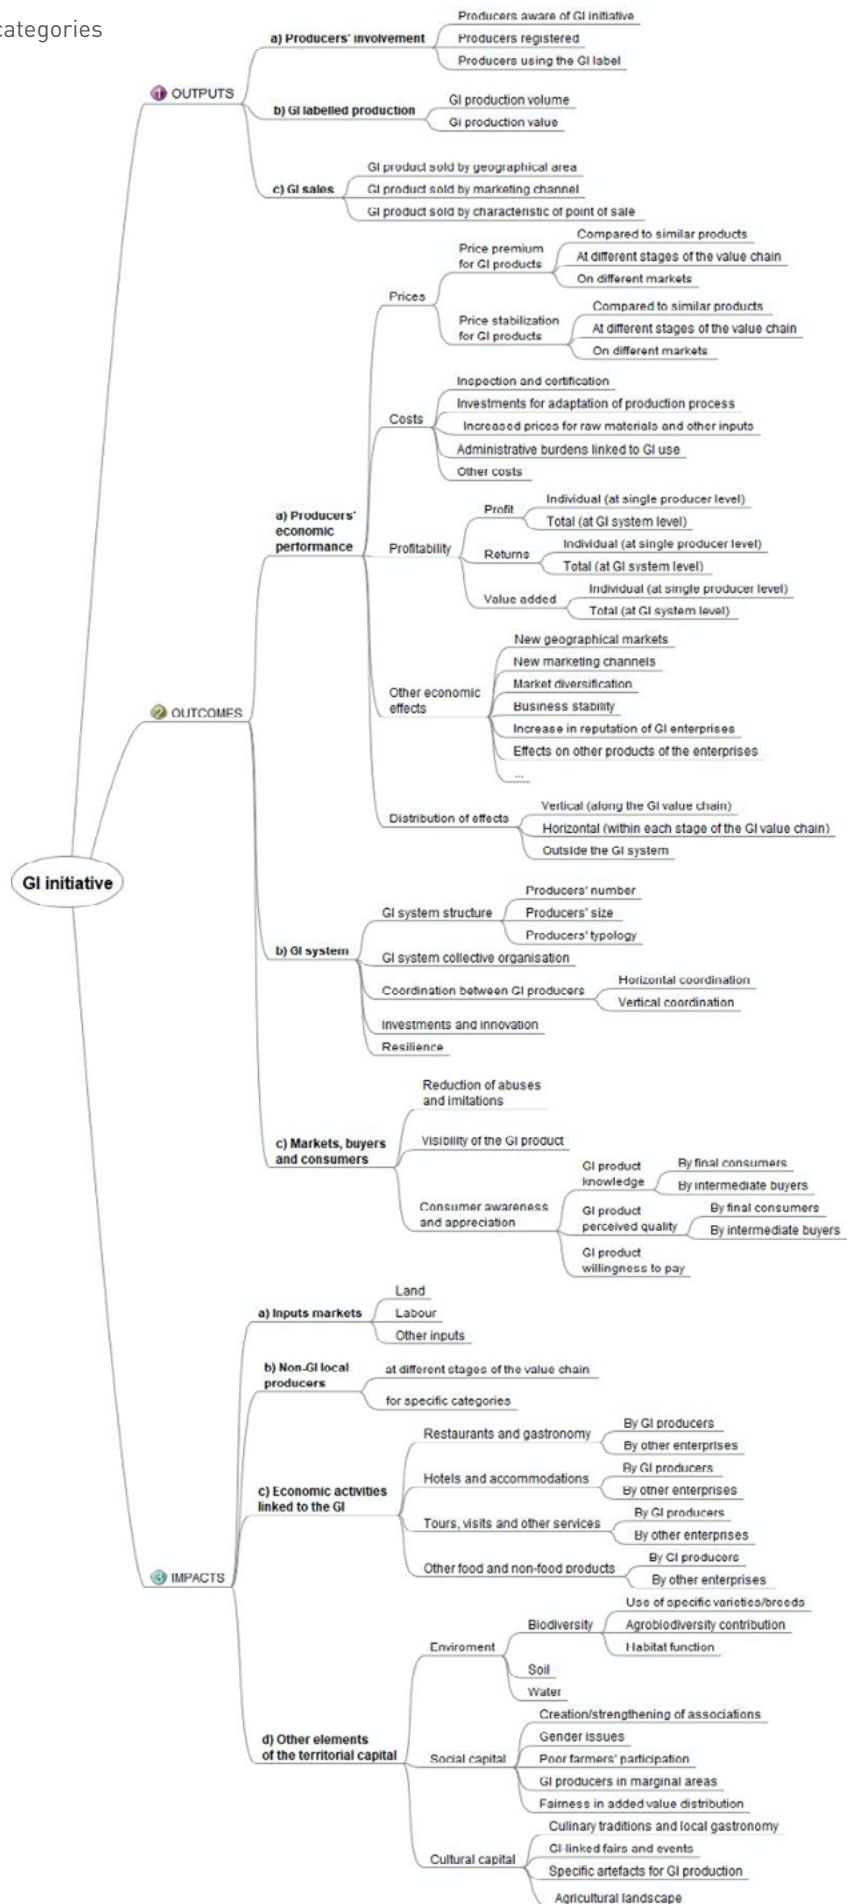 categories
GI initiative
1 OUTPUTS
a) Producers' involvement
Producers aware of GI initiative
Producers registered
Producers using the GI label
b) GI labelled production
GI production volume
GI production value
c) GI sales
GI product sold by geographical area
GI product sold by marketing channel
GI product sold by characteristic of point of sale
2 OUTCOMES
a) Producers'
economic
performance
Prices
Price premium
for GI products
Compared to similar products
At different stages of the value chain
On different markets
Price stabilization
for GI products
Compared to similar products
At different stages of the value chain
On different markets
Costs
Inspection and certification
Investments for adaptation of production process
Increased prices for raw materials and other inputs
Administrative burdens linked to GI use
Other costs
Profitability
Profit
Individual (at single producer level)
Total (at GI system level)
Returns
Individual (at single producer level)
Total (at GI system level)
Value added
Individual (at single producer level)
Total (at GI system level)
Other economic
effects
New geographical markets
New marketing channels
Market diversification
Business stability
Increase in reputation of GI enterprises
Effects on other products of the enterprises
...
Distribution of effects
Vertical (along the GI value chain)
Horizontal (within each stage of the GI value chain)
Outside the GI system
b) GI system
GI system structure
Producers' number
Producers' size
Producers' typology
GI system collective organisation
Coordination between GI producers
Horizontal coordination
Vertical coordination
Investments and innovation
Resilience
c) Markets, buyers
and consumers
Reduction of abuses
and imitations
Visibility of the GI product
Consumer awareness
and appreciation
GI product
knowledge
By final consumers
By intermediate buyers
GI product
perceived quality
By final consumers
By intermediate buyers
GI product
willingness to pay
3 IMPACTS
a) Inputs markets
Land
Labour
Other inputs
b) Non-GI local
producers
at different stages of the value chain
for specific categories
c) Economic activities
linked to the GI
Restaurants and gastronomy
By GI producers
By other enterprises
Hotels and accommodations
By GI producers
By other enterprises
Tours, visits and other services
By GI producers
By other enterprises
Other food and non-food products
By GI producers
By other enterprises
d) Other elements
of the territorial capital
Enviroment
Biodiversity
Use of specific varieties/breeds
Agrobiodiversity contribution
Habitat function
Soil
Water
Social capital
Creation/strengthening of associations
Gender issues
Poor farmers' participation
GI producers in marginal areas
Fairness in added value distribution
Cultural capital
Culinary traditions and local gastronomy
GI-linked fairs and events
Specific artefacts for GI production
Agricultural landscape